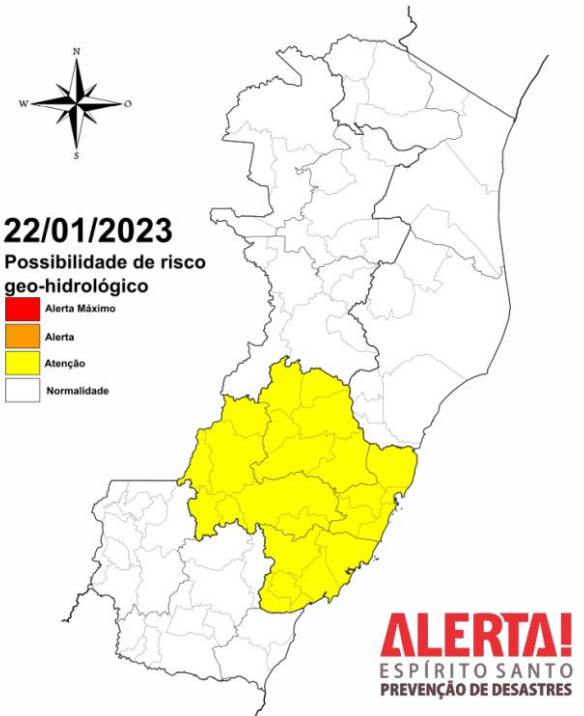 N
W
O
S
22/01/2023
Possibilidade de risco
geo-hidrológico
Alerta Máximo
Alerta
Atenção
Normalidade
ALERTA!
ESPÍRITO SANTO
PREVENÇÃO DE DESASTRES